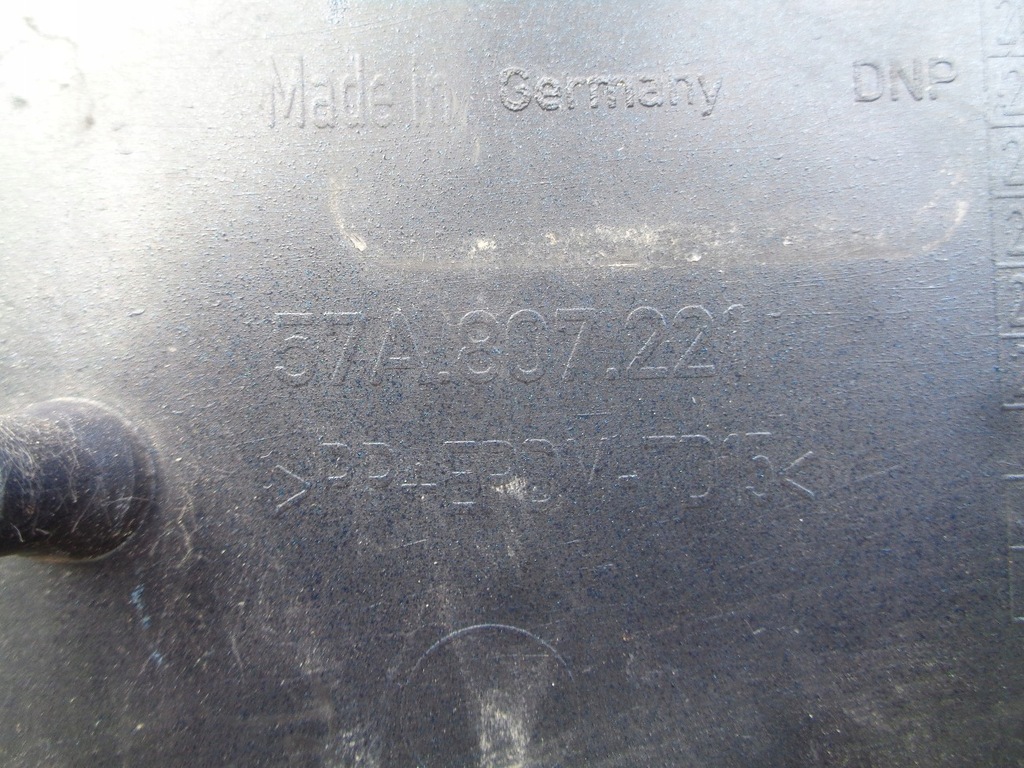 Made in Germany DNP
57A.807.221
>PP+EPDM-TD15<